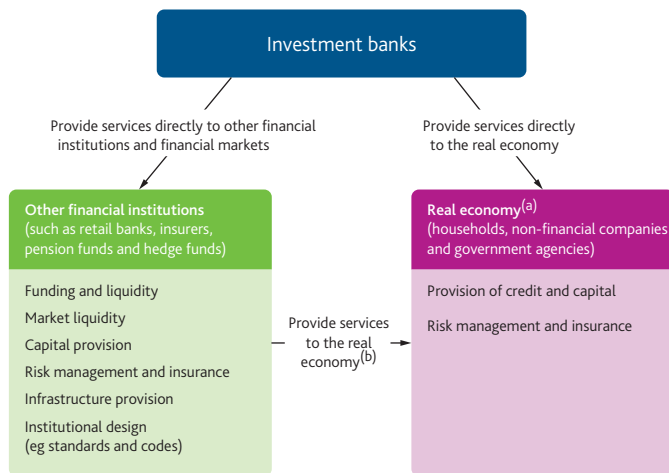 Investment banks
Provide services directly to other financial
institutions and financial markets
Provide services directly
to the real economy
Other financial institutions
(such as retail banks, insurers,
pension funds and hedge funds)
Funding and liquidity
Market liquidity
Capital provision
Risk management and insurance
Infrastructure provision
Institutional design
(eg standards and codes)
Provide services
to the real
economy(b)
Real economy(a)
(households, non-financial companies
and government agencies)
Provision of credit and capital
Risk management and insurance